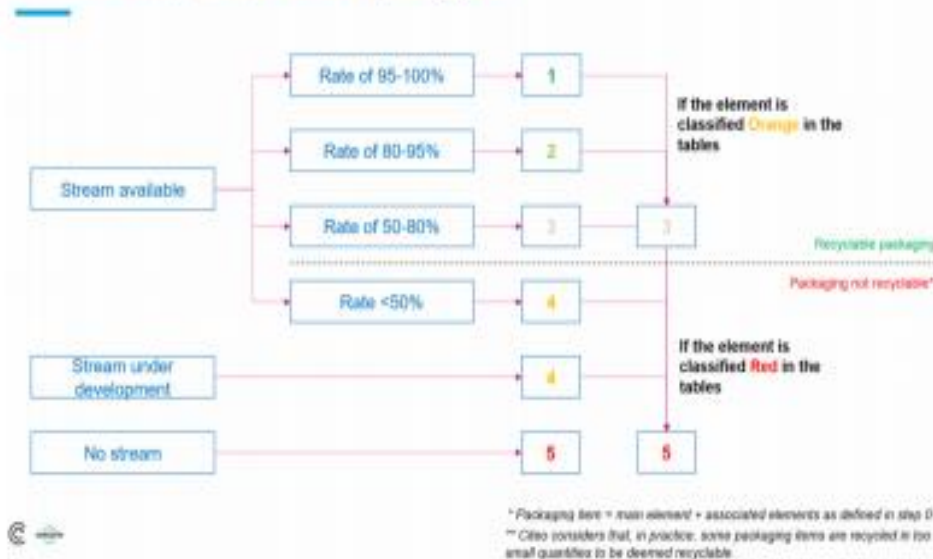 Rate of 95-100%
1
If the element is
classified Orange in the
tables
Rate of 80-95%
2
Stream available
Rate of 50-80%
3
3
Recyclable packaging
Packaging not recyclable*
Rate <50%
4
If the element is
classified Red in the
tables
Stream under
development
4
No stream
5
5
* Packaging item = main element + associated elements as defined in step 0
** Citeo considers that, in practice, some packaging items are recycled in too
small quantities to be deemed recyclable